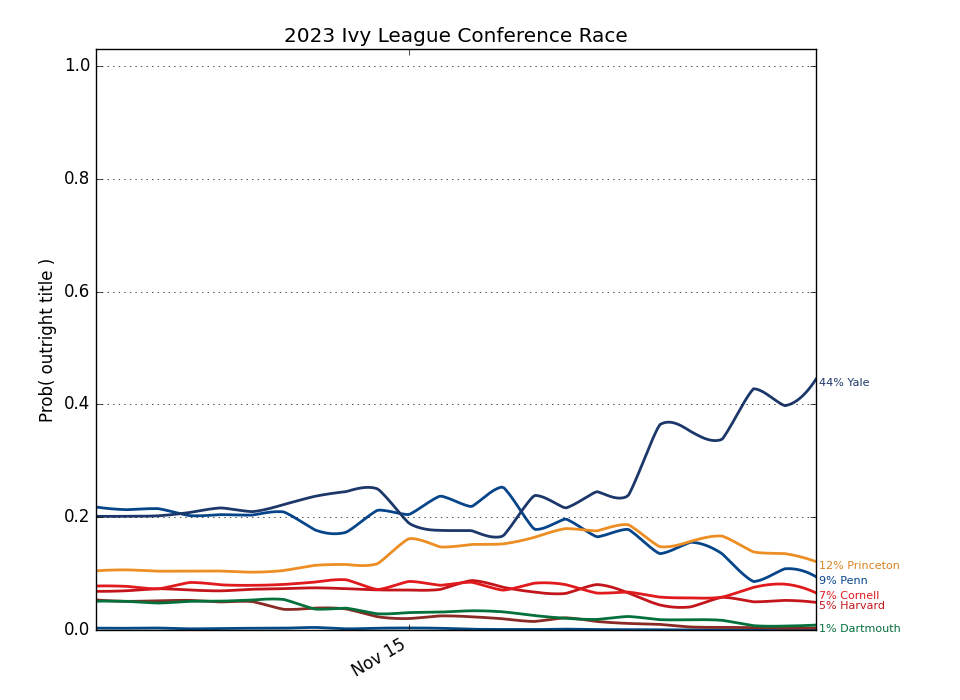 2023 Ivy League Conference Race
Prob( outright title )
1.0
0.8
0.6
0.4
0.2
0.0
Nov 15
44% Yale
12% Princeton
9% Penn
7% Cornell
5% Harvard
1% Dartmouth